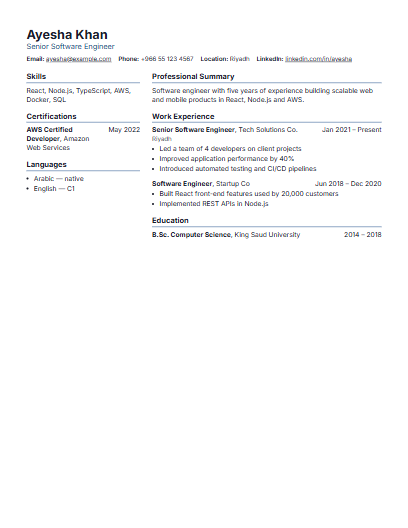 Ayesha Khan
Senior Software Engineer
Email: ayesha@example.com Phone: +966 55 123 4567 Location: Riyadh LinkedIn: linkedin.com/in/ayesha
Skills
React, Node.js, TypeScript, AWS,
Docker, SQL
Certifications
AWS Certified May 2022
Developer, Amazon
Web Services
Languages
• Arabic — native
• English — C1
Professional Summary
Software engineer with five years of experience building scalable web
and mobile products in React, Node.js and AWS.
Work Experience
Senior Software Engineer, Tech Solutions Co. Jan 2021 – Present
Riyadh
• Led a team of 4 developers on client projects
• Improved application performance by 40%
• Introduced automated testing and CI/CD pipelines
Software Engineer, Startup Co Jun 2018 – Dec 2020
• Built React front-end features used by 20,000 customers
• Implemented REST APIs in Node.js
Education
B.Sc. Computer Science, King Saud University 2014 – 2018